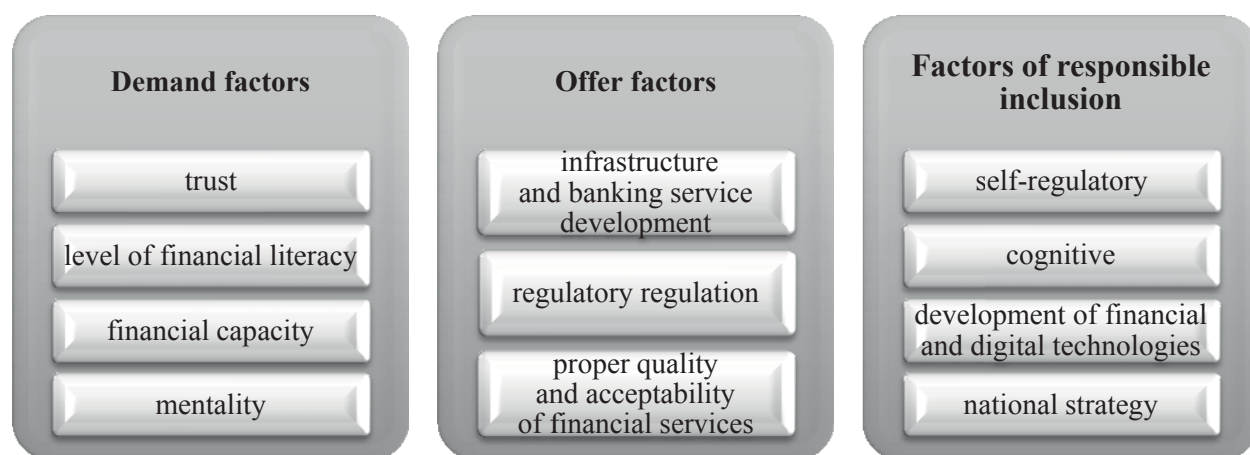 Demand factors
trust
level of financial literacy
financial capacity
mentality
Offer factors
infrastructure
and banking service
development
regulatory regulation
proper quality
and acceptability
of financial services
Factors of responsible
inclusion
self-regulatory
cognitive
development of financial
and digital technologies
national strategy